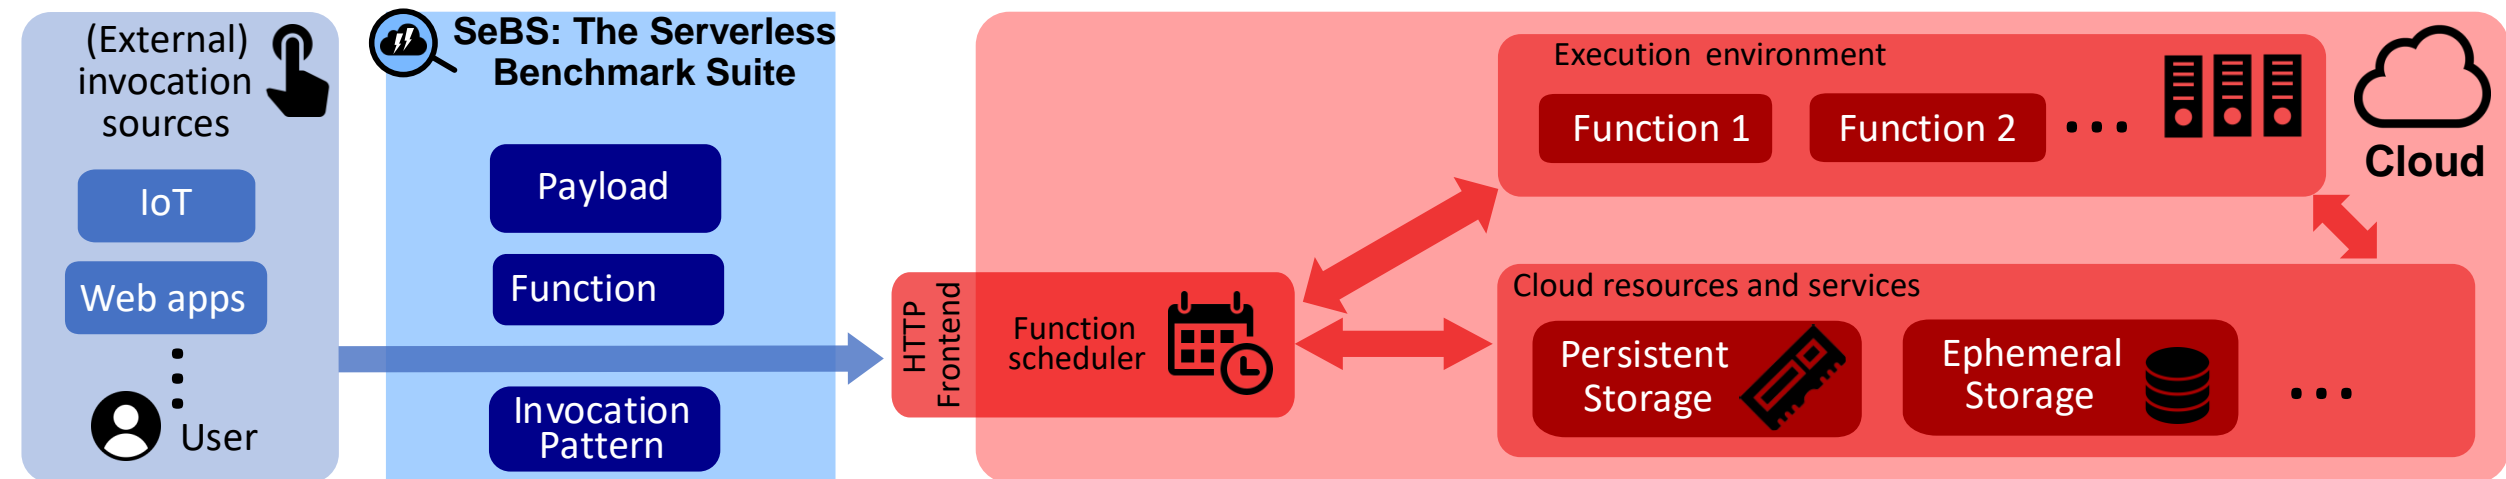 (External)
invocation
sources
IoT
Web apps
User
SeBS: The Serverless
Benchmark Suite
Payload
Function
Invocation
Pattern
HTTP
Frontend
Function
scheduler
Execution environment
Function 1
Function 2
...
Cloud
Cloud resources and services
Persistent
Storage
Ephemeral
Storage
...